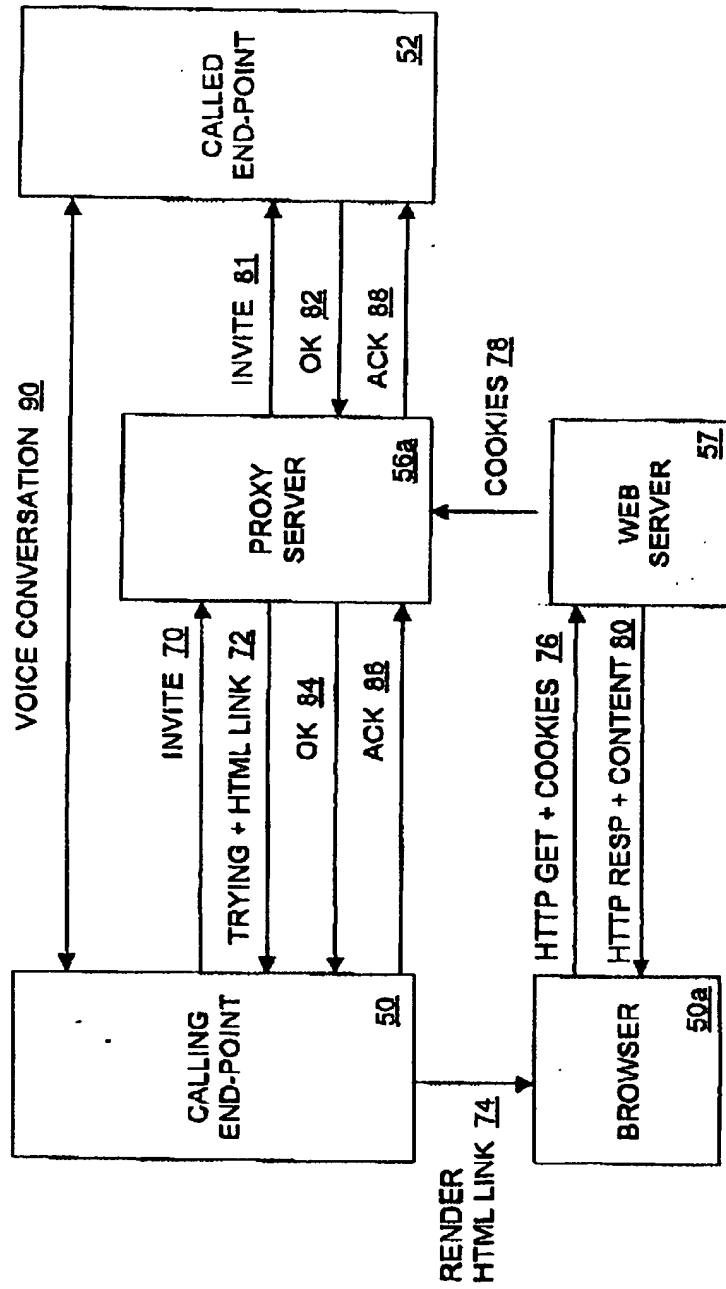 VOICE CONVERSATION 90
CALLING
END-POINT
50
INVITE 70
TRYING + HTML LINK 72
OK 84
ACK 86
PROXY
SERVER
56a
INVITE 81
OK 82
ACK 88
CALLED
END-POINT
52
RENDER
HTML LINK 74
BROWSER
50a
HTTP GET + COOKIES 76
HTTP RESP + CONTENT 80
COOKIES 78
WEB
SERVER
57